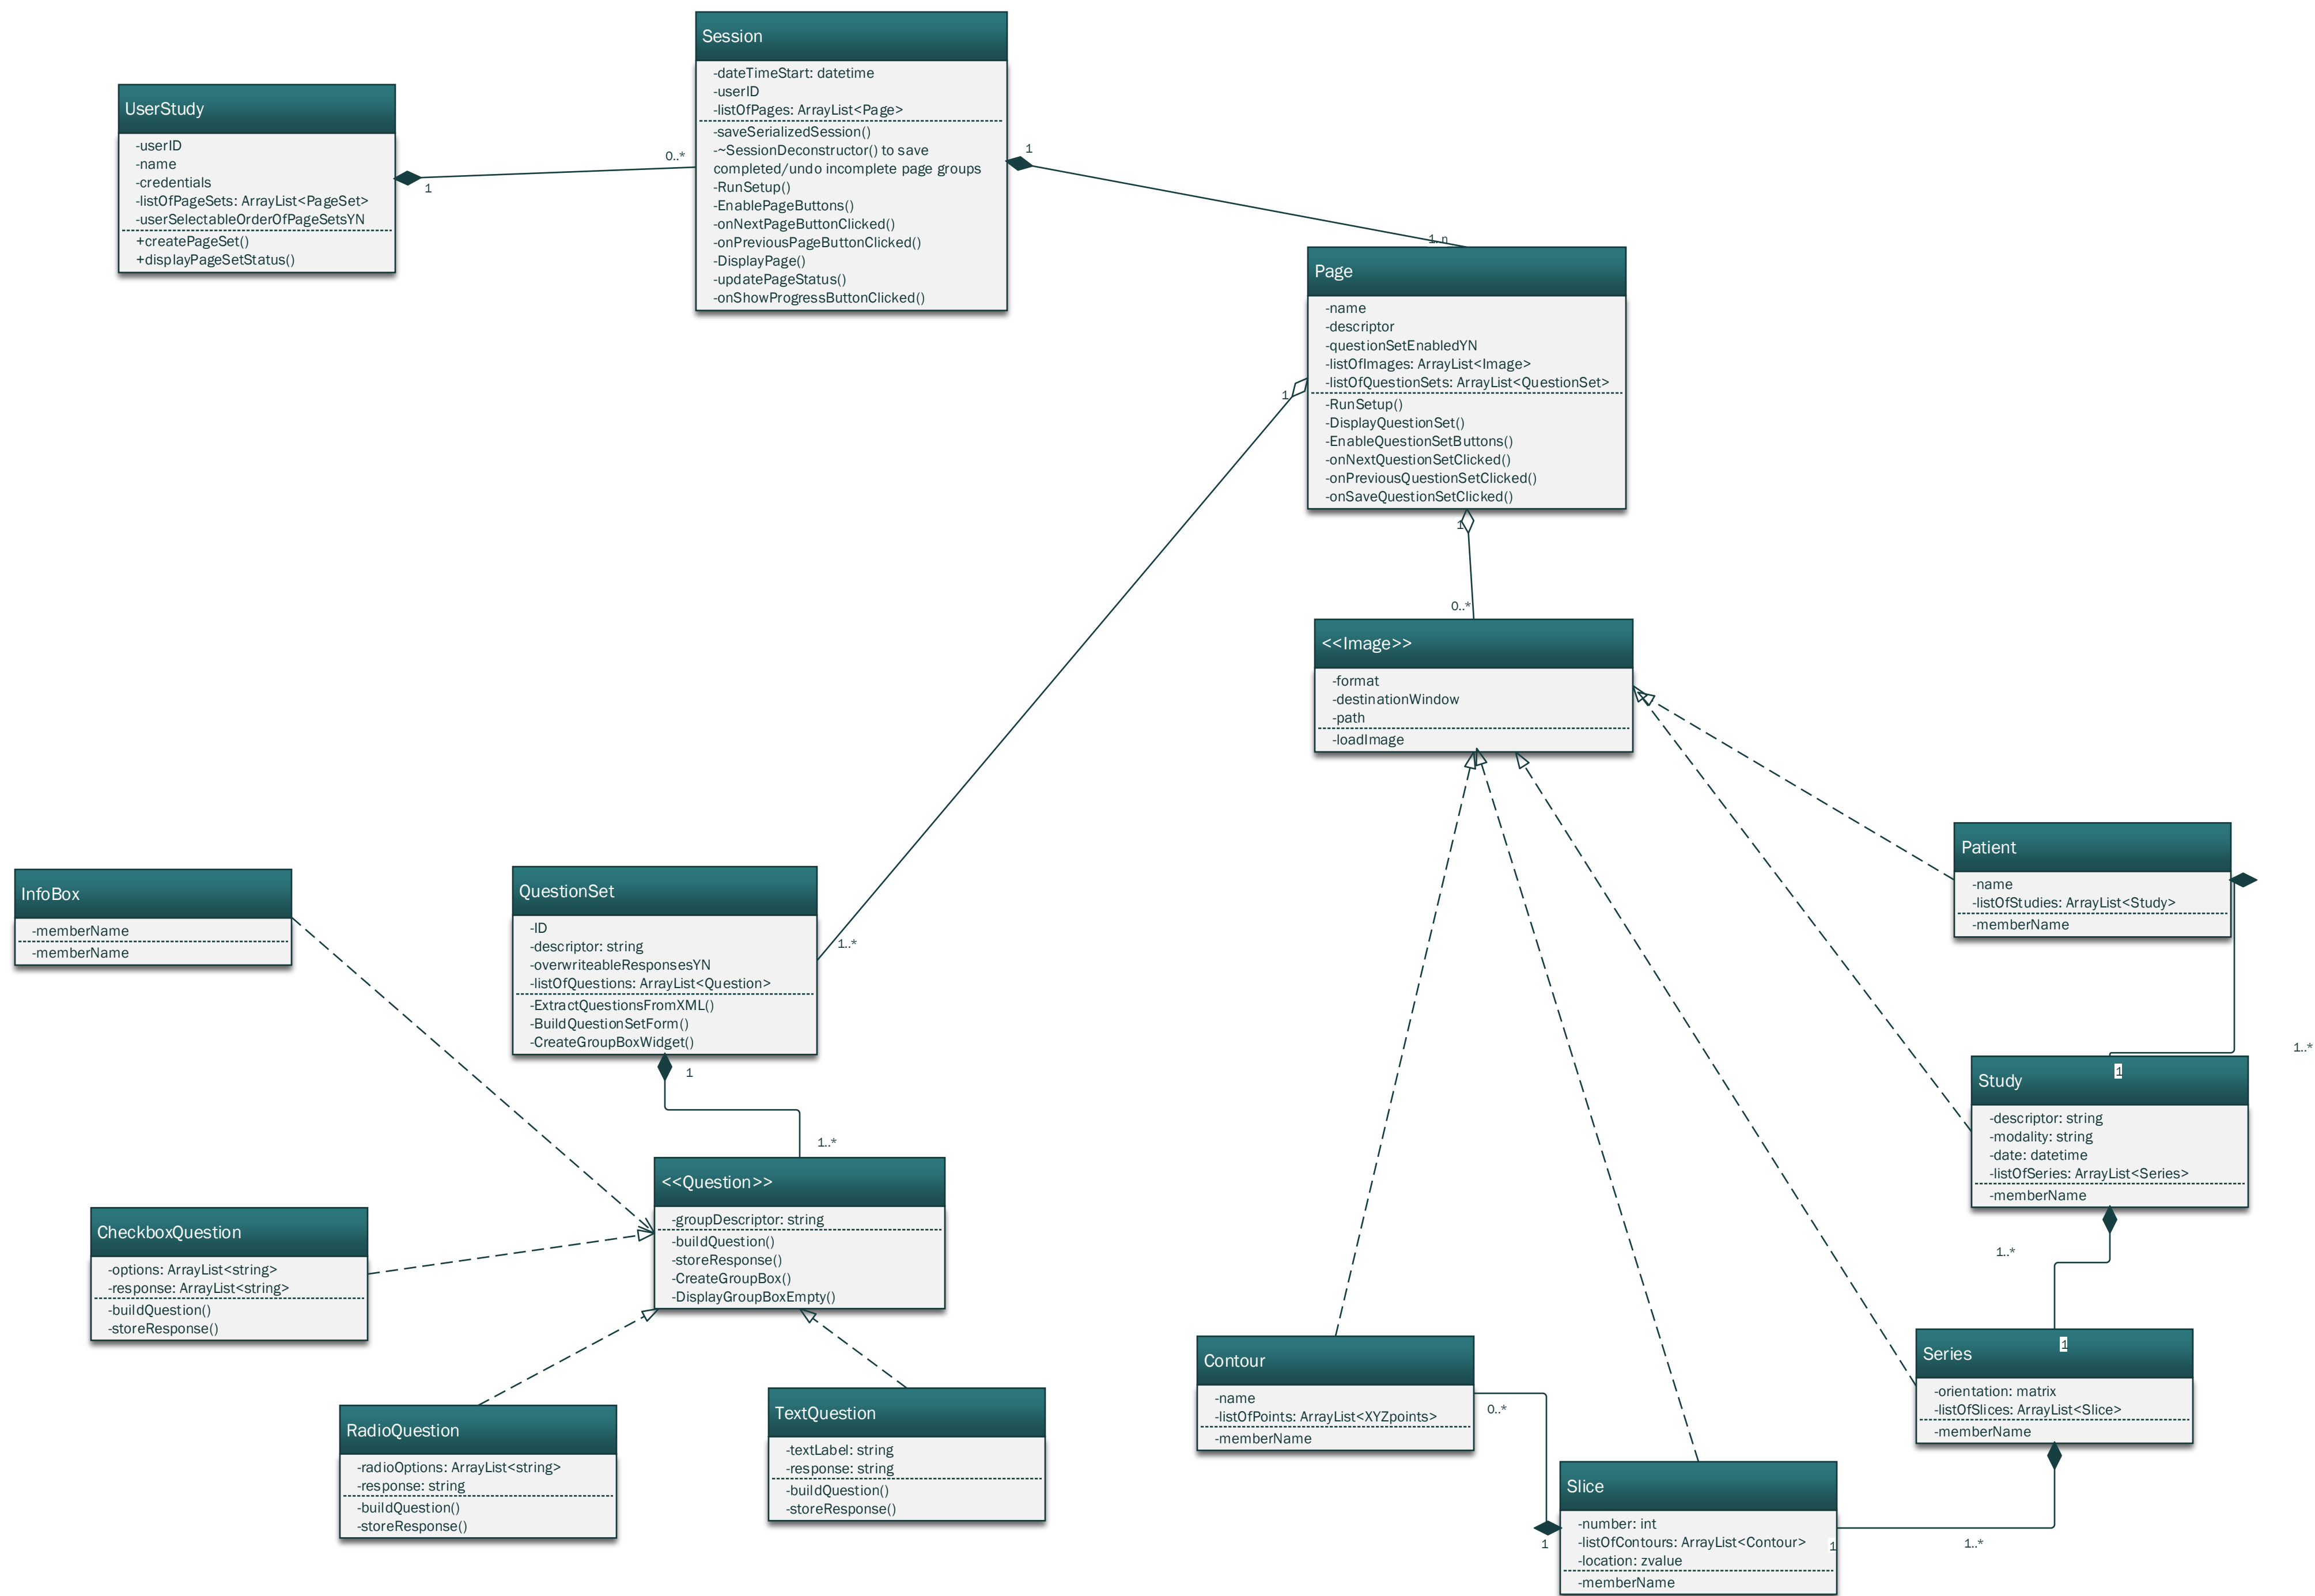 Session
-dateTimeStart: datetime
-userID
-listOfPages: ArrayList<Page>
-saveSerializedSession()
-~SessionDeconstructor() to save
completed/undo incomplete page groups
-RunSetup()
-EnablePageButtons()
-onNextPageButtonClicked()
-onPreviousPageButtonClicked()
-DisplayPage()
-updatePageStatus()
-onShowProgressButtonClicked()
UserStudy
-userID
-name
-credentials
-listOfPageSets: ArrayList<PageSet>
-userSelectableOrderOfPageSetsYN
+createPageSet()
+displayPageSetStatus()
1
0..*
1
1..n
Page
-name
-descriptor
-questionSetEnabledYN
-listOfImages: ArrayList<Image>
-listOfQuestionSets: ArrayList<QuestionSet>
-RunSetup()
-DisplayQuestionSet()
-EnableQuestionSetButtons()
-onNextQuestionSetClicked()
-onPreviousQuestionSetClicked()
-onSaveQuestionSetClicked()
1
1
0..*
<<Image>>
-format
-destinationWindow
-path
-loadImage
Patient
-name
-listOfStudies: ArrayList<Study>
-memberName
InfoBox
-memberName
-memberName
QuestionSet
-ID
-descriptor: string
-overwriteableResponsesYN
-listOfQuestions: ArrayList<Question>
-ExtractQuestionsFromXML()
-BuildQuestionSetForm()
-CreateGroupBoxWidget()
1..*
1
1..*
1..*
1
Study
-descriptor: string
-modality: string
-date: datetime
-listOfSeries: ArrayList<Series>
-memberName
<<Question>>
-groupDescriptor: string
-buildQuestion()
-storeResponse()
-CreateGroupBox()
-DisplayGroupBoxEmpty()
CheckboxQuestion
-options: ArrayList<string>
-response: ArrayList<string>
-buildQuestion()
-storeResponse()
1..*
1
Series
-orientation: matrix
-listOfSlices: ArrayList<Slice>
-memberName
Contour
-name
-listOfPoints: ArrayList<XYZpoints>
-memberName
0..*
RadioQuestion
-radioOptions: ArrayList<string>
-response: string
-buildQuestion()
-storeResponse()
TextQuestion
-textLabel: string
-response: string
-buildQuestion()
-storeResponse()
Slice
-number: int
-listOfContours: ArrayList<Contour>
-location: zvalue
-memberName
1
1
1..*